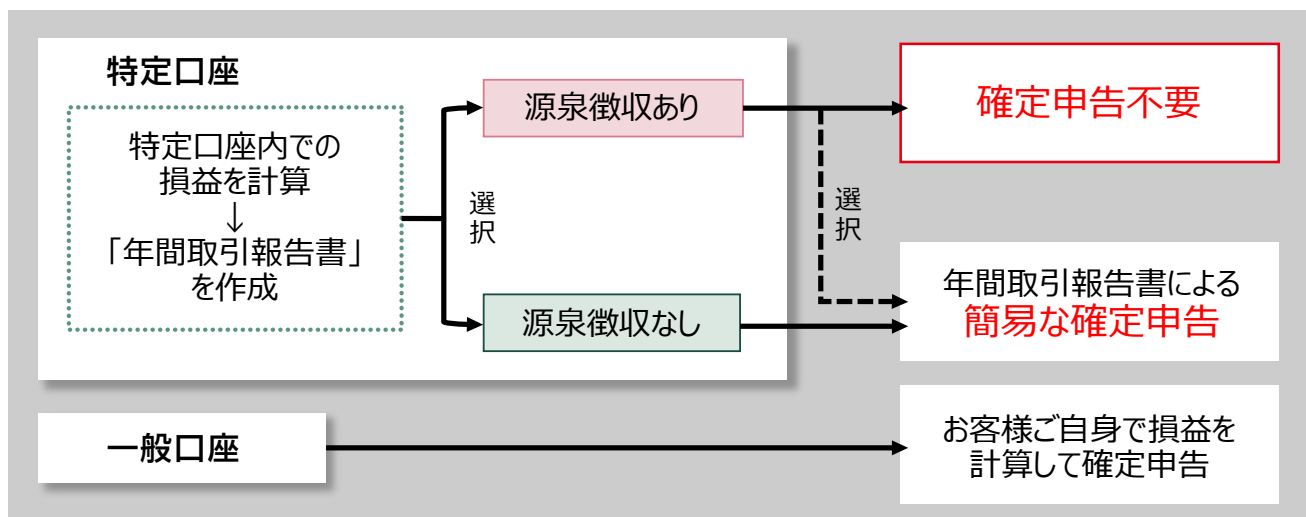 特定口座
特定口座内での
損益を計算
↓
「年間取引報告書」
を作成
選択
源泉徴収あり
源泉徴収なし
選択
確定申告不要
年間取引報告書による
簡易な確定申告
一般口座
お客様ご自身で損益を
計算して確定申告